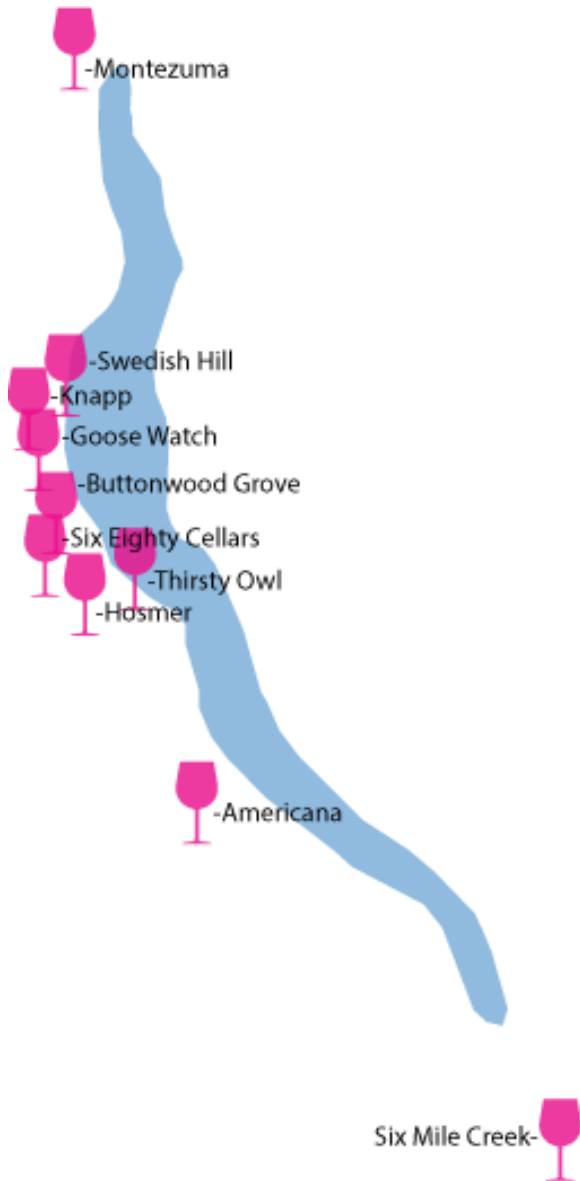 -Montezuma
-Swedish Hill
-Knapp
-Goose Watch
-Buttonwood Grove
-Six Eighty Cellars
-Thirsty Owl
-Hosmer
-Americana
Six Mile Creek-